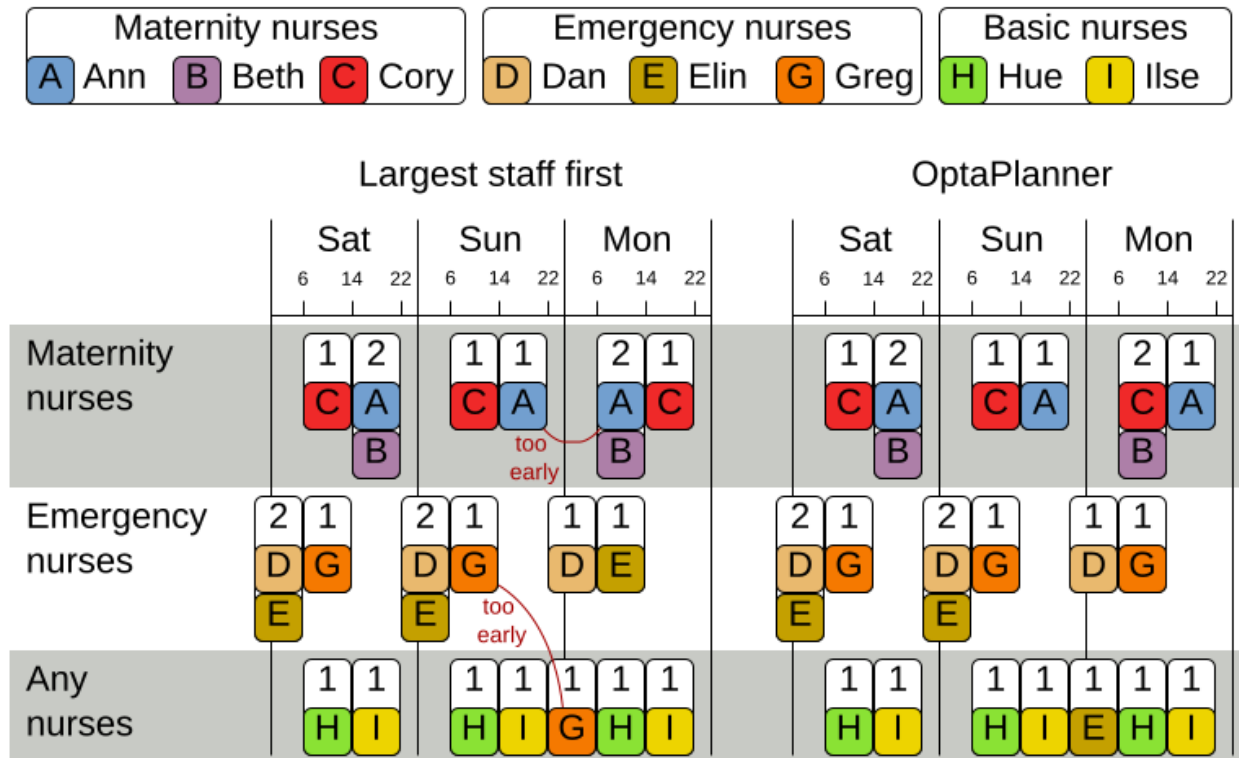 Maternity nurses Emergency nurses Basic nurses
A Ann B Beth C Cory D Dan E Elin G Greg H Hue I Ilse
Largest staff first OptaPlanner
Sat Sun Mon Sat Sun Mon
6 14 22 6 14 22 6 14 22 6 14 22 6 14 22 6 14 22
Maternity 1 2 1 1 2 1 1 2 1 1 2 1
nurses C A C A A C C A C A C A
too
B B B B
early
Emergency 2 1 2 1 1 1 2 1 2 1 1 1
nurses D G D G D E D G D G D G
E E too E E
early
Any 1 1 1 1 1 1 1 1 1 1 1 1 1 1
nurses H I H I G H I H I H I E H I